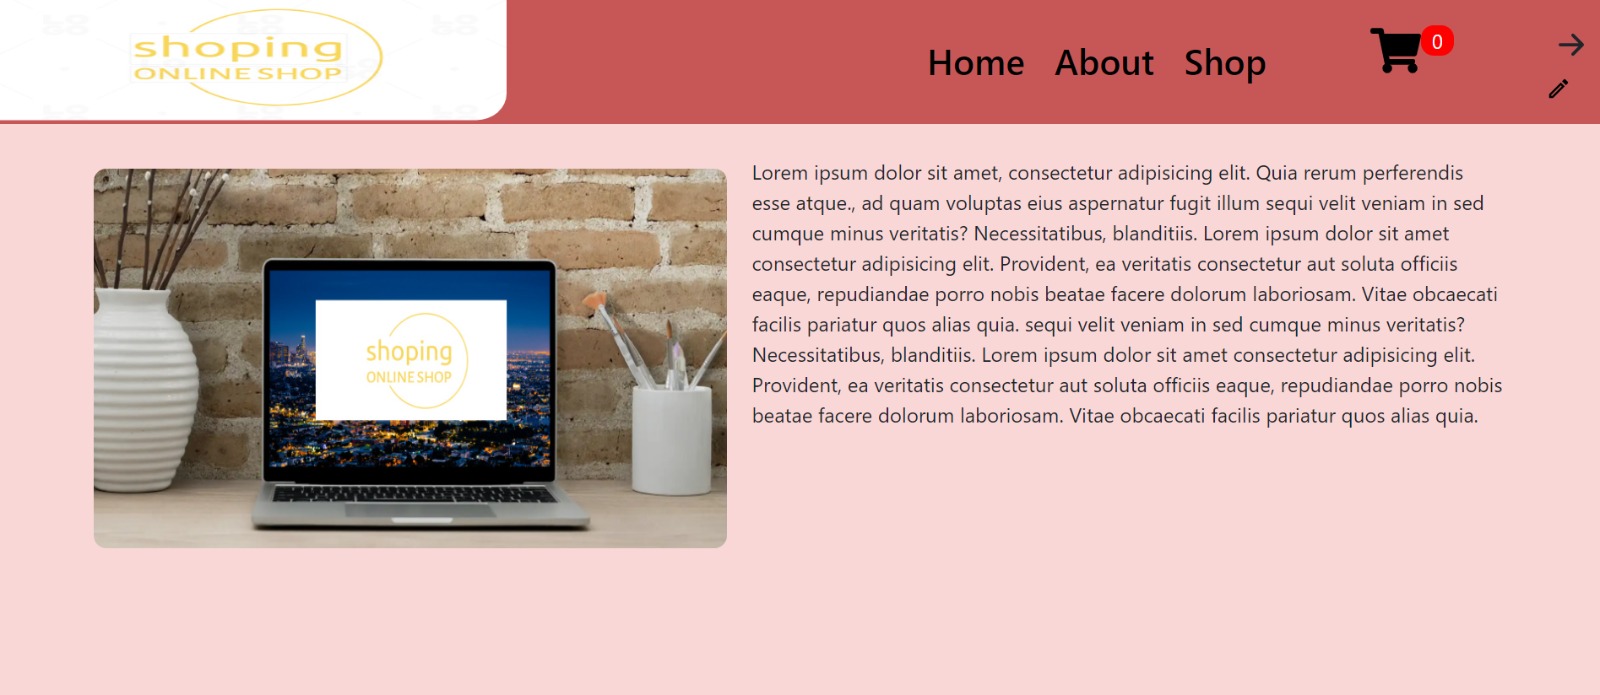 shoping
ONLINE SHOP
Home About Shop
0
Lorem ipsum dolor sit amet, consectetur adipisicing elit. Quia rerum perferendis
esse atque., ad quam voluptas eius aspernatur fugit illum sequi velit veniam in sed
cumque minus veritatis? Necessitatibus, blanditiis. Lorem ipsum dolor sit amet
consectetur adipisicing elit. Provident, ea veritatis consectetur aut soluta officiis
eaque, repudiandae porro nobis beatae facere dolorum laboriosam. Vitae obcaecati
facilis pariatur quos alias quia. sequi velit veniam in sed cumque minus veritatis?
Necessitatibus, blanditiis. Lorem ipsum dolor sit amet consectetur adipisicing elit.
Provident, ea veritatis consectetur aut soluta officiis eaque, repudiandae porro nobis
beatae facere dolorum laboriosam. Vitae obcaecati facilis pariatur quos alias quia.
shoping
ONLINE SHOP